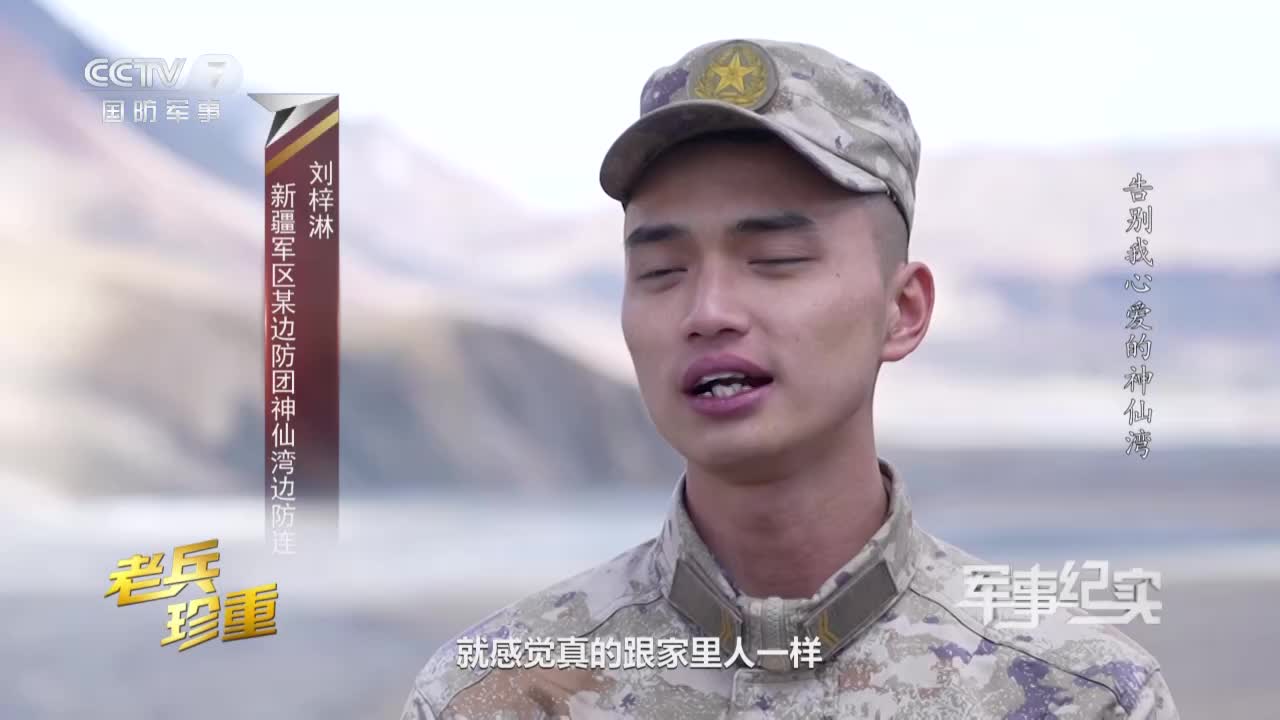 CCTV 7
国防军事
刘梓淋
新疆军区某边防团神仙湾边防连
告别我心爱的神仙湾
老兵
珍重
军事纪实
就感觉真的跟家里人一样